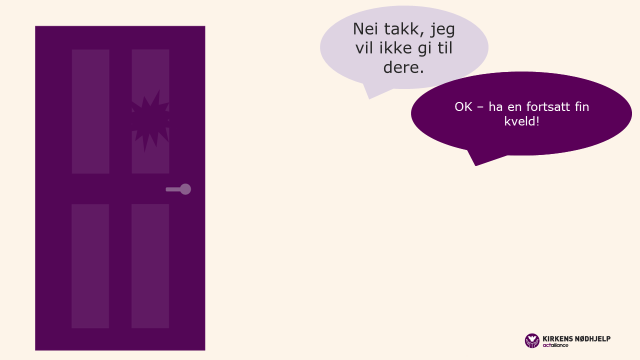 Nei takk, jeg
vil ikke gi til
dere.
OK – ha en fortsatt fin
kveld!
KIRKENS NØDHJELP
actalliance